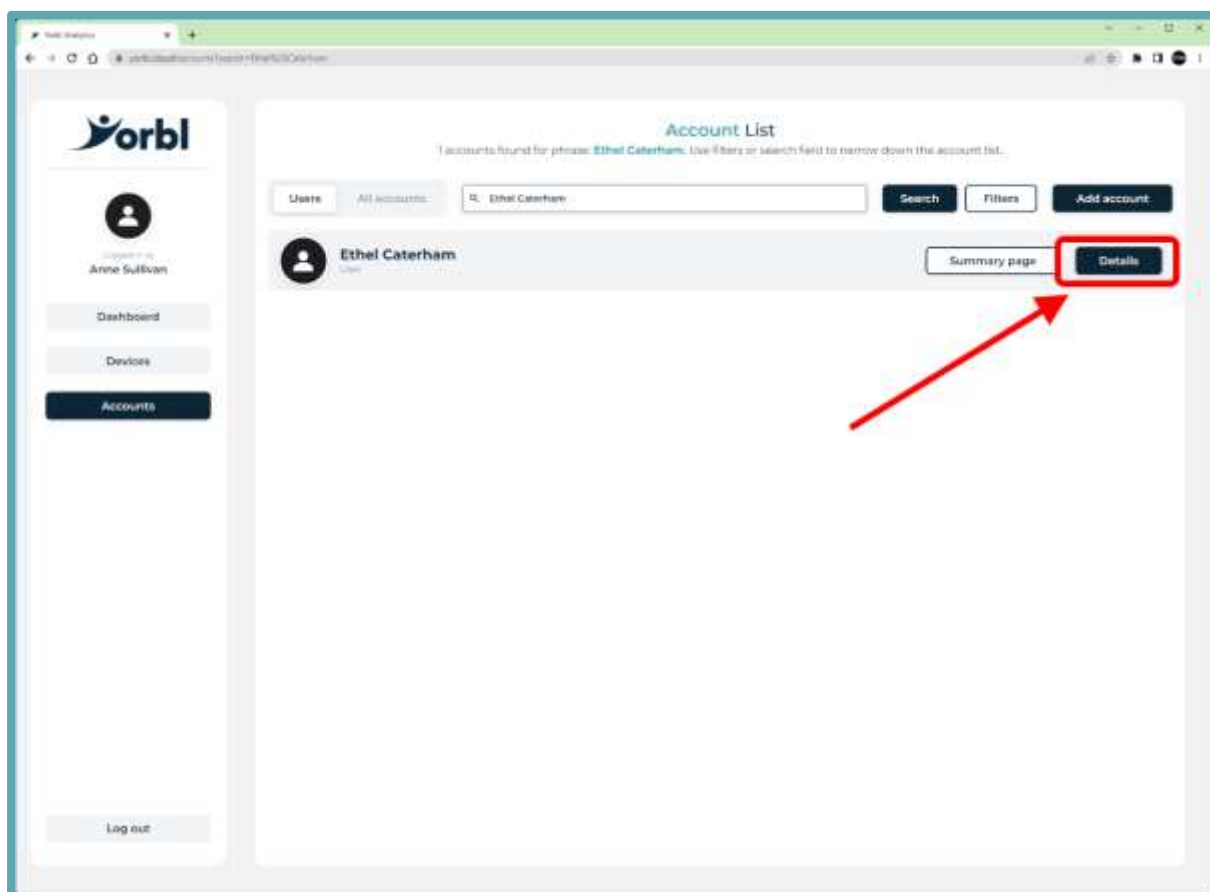 Yorbl
Anne Sullivan
Dashboard
Devices
Accounts
Log out
Account List
1 accounts found for phrase: Ethel Caterham. Use filters or search field to narrow down the account list.
Users
All accounts
Ethel Caterham
Search
Filters
Add account
Ethel Caterham
User
Summary page
Details